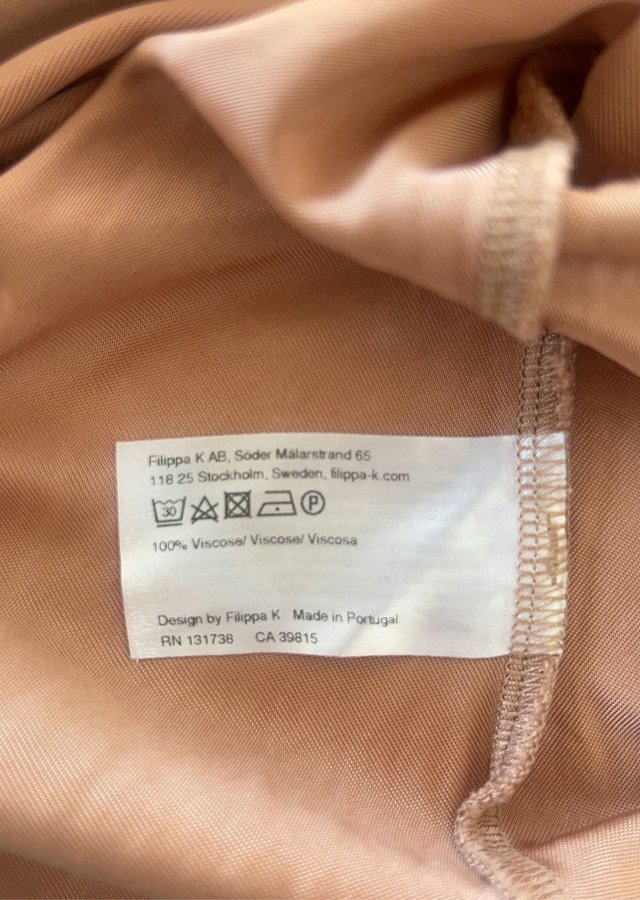 Filippa K AB, Söder Mälarstrand 65
118 25 Stockholm, Sweden, filippa-k.com
30 P
100% Viscose/ Viscose/ Viscosa
Design by Filippa K Made in Portugal
RN 131738 CA 39815